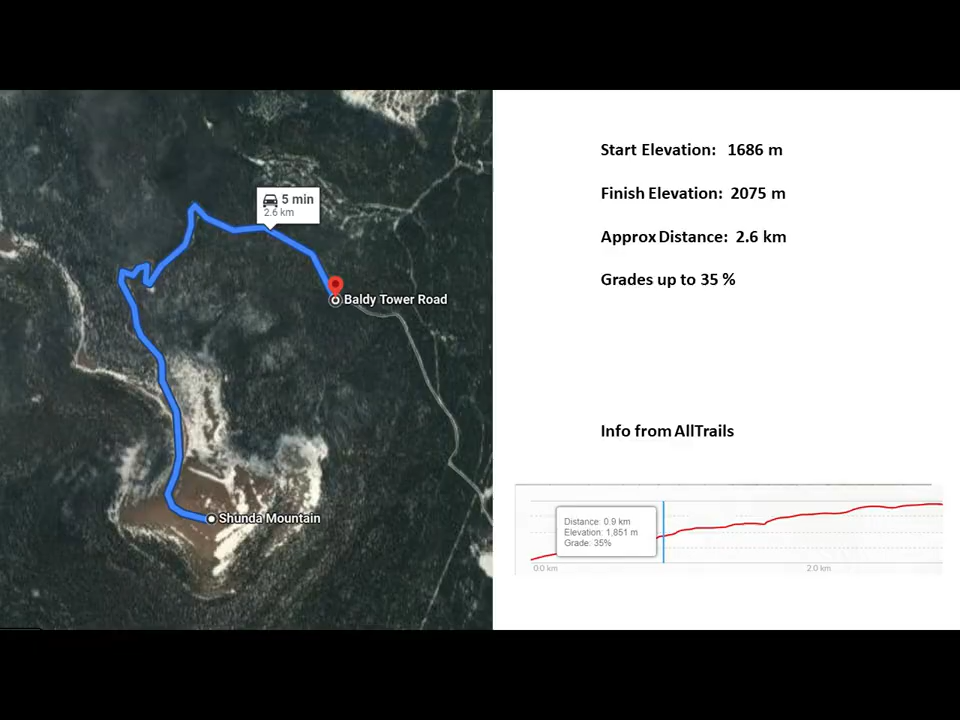 5 min
2.6 km
Baldy Tower Road
Shunda Mountain
Start Elevation: 1686 m
Finish Elevation: 2075 m
Approx Distance: 2.6 km
Grades up to 35 %
Info from AllTrails
Distance: 0.9 km
Elevation: 1,851 m
Grade: 35%
0.0 km
2.0 km